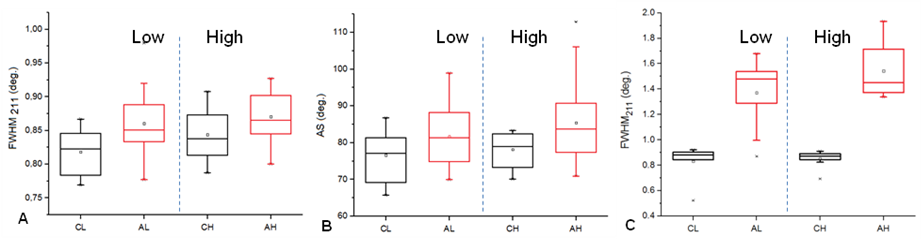 Low High
1,00
0,95
0,90
0,85
0,80
0,75
FWHM 211 (deg.)
CL AL CH AH
A
Low High
110
100
90
80
70
60
AS (deg.)
CL AL CH AH
B
Low High
2.0
1.8
1.6
1.4
1.2
1.0
0.8
0.6
0.4
FWHM211 (deg.)
CL AL CH AH
C